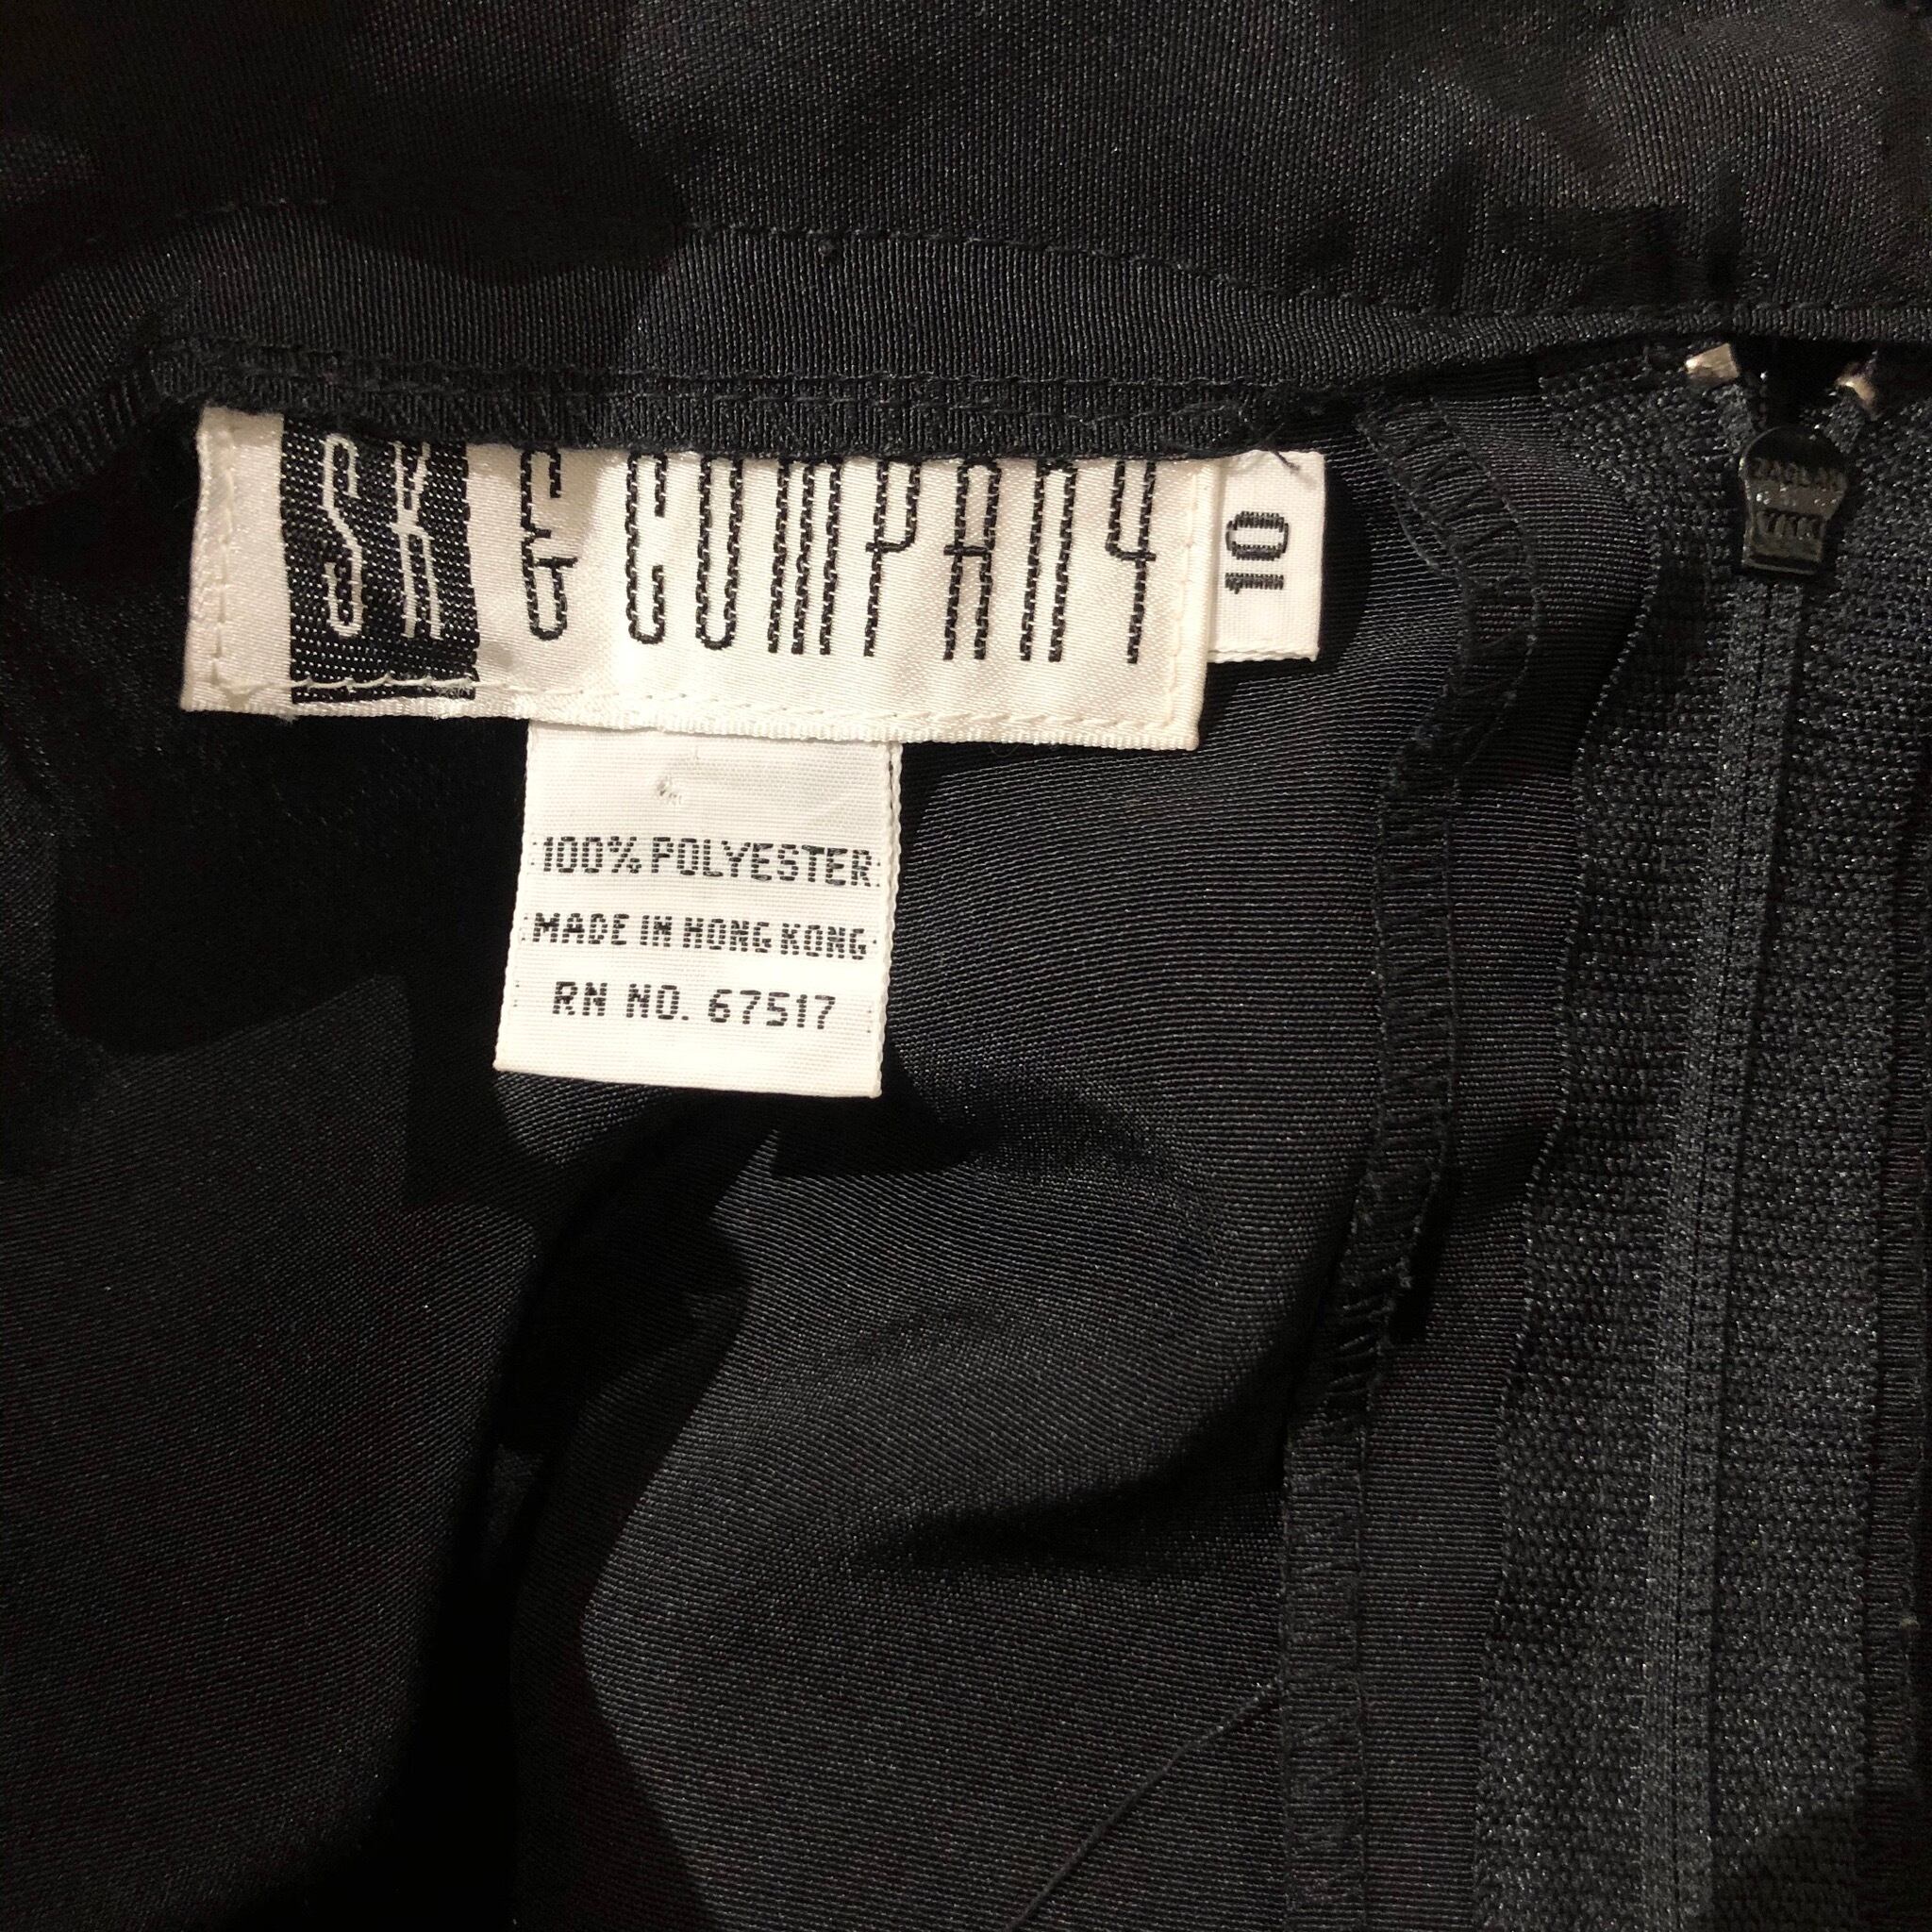 SK & COMPANY
10
100% POLYESTER
MADE IN HONG KONG
RN NO. 67517